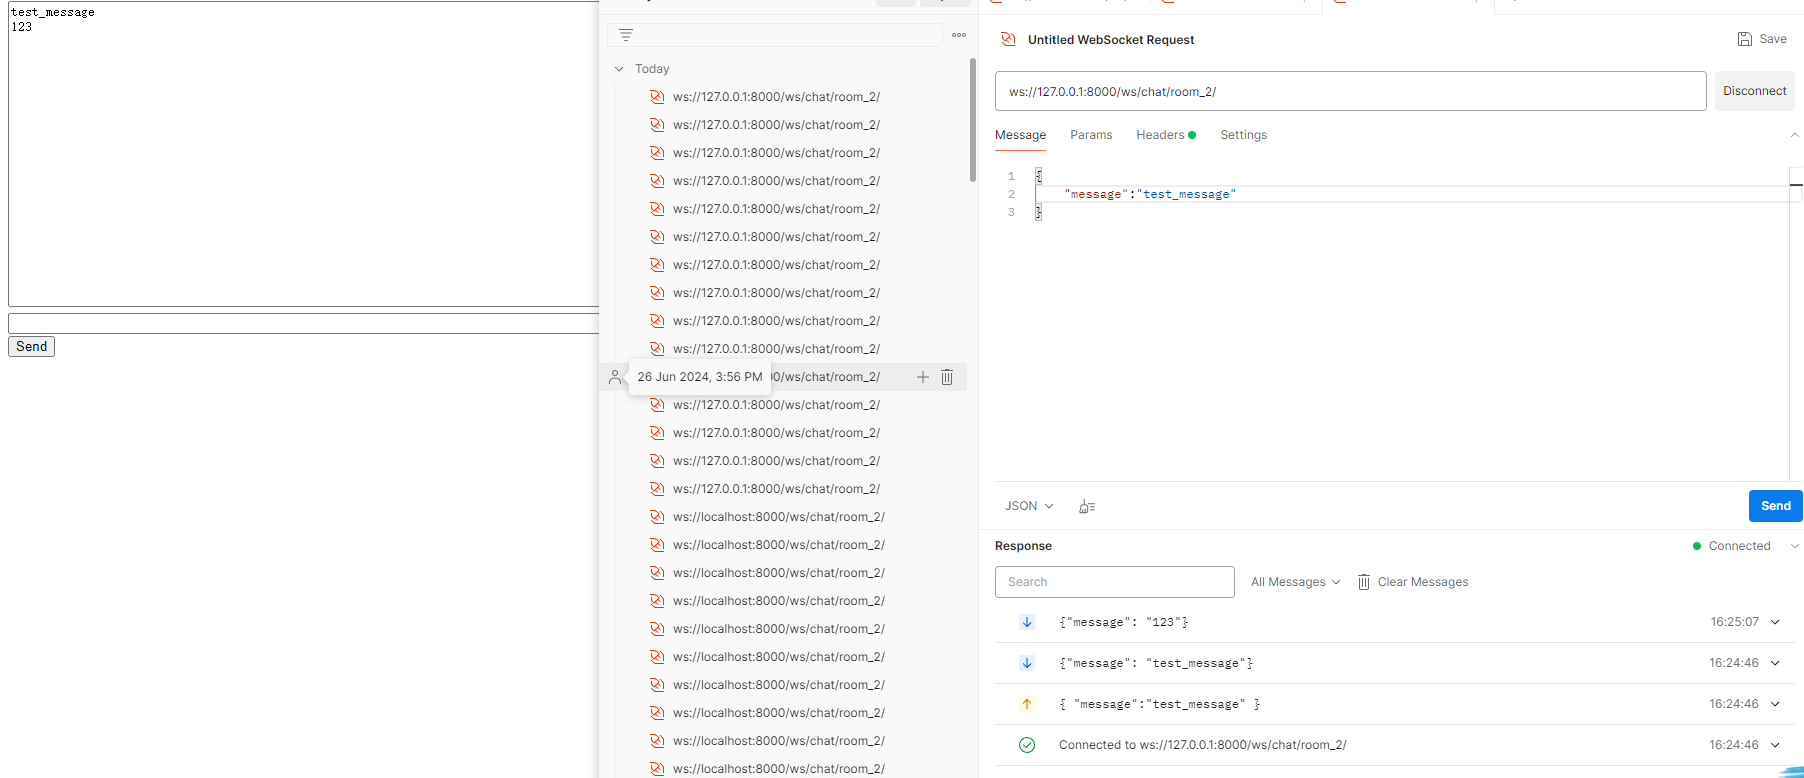 test_message
123
Send
Today
ws://127.0.0.1:8000/ws/chat/room_2/
ws://127.0.0.1:8000/ws/chat/room_2/
ws://127.0.0.1:8000/ws/chat/room_2/
ws://127.0.0.1:8000/ws/chat/room_2/
ws://127.0.0.1:8000/ws/chat/room_2/
ws://127.0.0.1:8000/ws/chat/room_2/
ws://127.0.0.1:8000/ws/chat/room_2/
ws://127.0.0.1:8000/ws/chat/room_2/
ws://127.0.0.1:8000/ws/chat/room_2/
ws://127.0.0.1:8000/ws/chat/room_2/
26 Jun 2024, 3:56 PM 00/ws/chat/room_2/
ws://127.0.0.1:8000/ws/chat/room_2/
ws://127.0.0.1:8000/ws/chat/room_2/
ws://127.0.0.1:8000/ws/chat/room_2/
ws://127.0.0.1:8000/ws/chat/room_2/
ws://localhost:8000/ws/chat/room_2/
ws://localhost:8000/ws/chat/room_2/
ws://localhost:8000/ws/chat/room_2/
ws://localhost:8000/ws/chat/room_2/
ws://localhost:8000/ws/chat/room_2/
ws://localhost:8000/ws/chat/room_2/
ws://localhost:8000/ws/chat/room_2/
ws://localhost:8000/ws/chat/room_2/
ws://localhost:8000/ws/chat/room_2/
ws://localhost:8000/ws/chat/room_2/
Untitled WebSocket Request Save
ws://127.0.0.1:8000/ws/chat/room_2/ Disconnect
Message Params Headers Settings
1 {
2 "message":"test_message"
3 }
JSON Send
Response Connected
Search All Messages Clear Messages
{"message": "123"} 16:25:07
{"message": "test_message"} 16:24:46
{ "message":"test_message" } 16:24:46
Connected to ws://127.0.0.1:8000/ws/chat/room_2/ 16:24:46